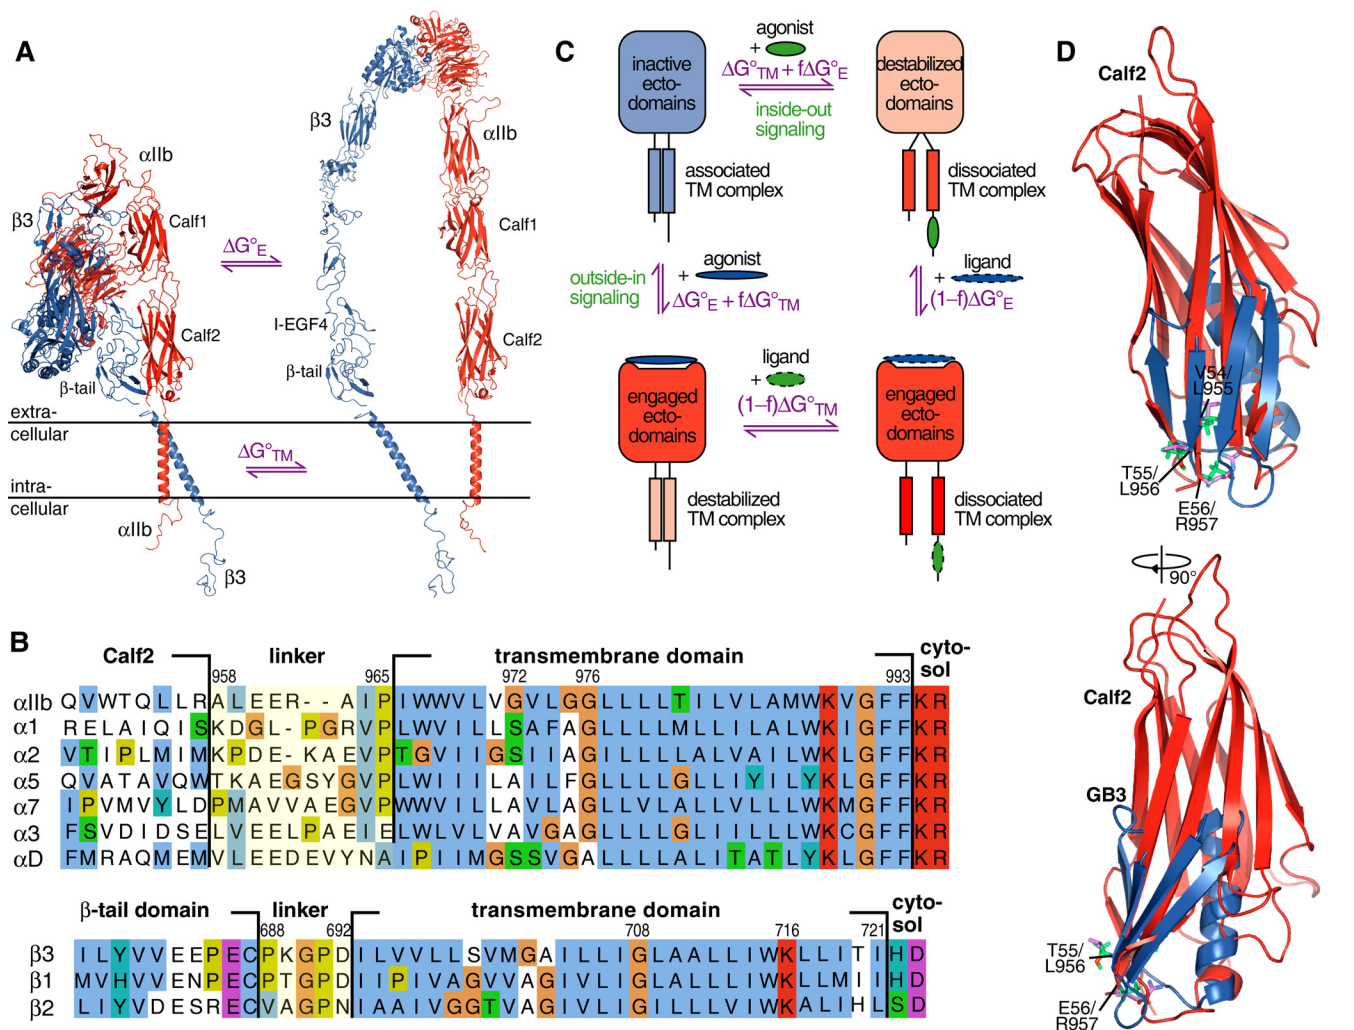 A
αIIb
β3
Calf1
Calf2
β-tail
ΔG°E
β3
αIIb
Calf1
I-EGF4
Calf2
β-tail
extra-
cellular
ΔG°TM
intra-
cellular
αIIb
β3
C
inactive
ecto-
domains
agonist
+
ΔG°TM + fΔG°E
inside-out
signaling
destabilized
ecto-
domains
associated
TM complex
dissociated
TM complex
outside-in
signaling
+ agonist
ΔG°E + fΔG°TM
+ ligand
(1–f)ΔG°E
engaged
ecto-
domains
ligand
+
(1–f)ΔG°TM
engaged
ecto-
domains
destabilized
TM complex
dissociated
TM complex
D
Calf2
V54/
L955
T55/
L956
E56/
R957
90°
Calf2
GB3
T55/
L956
E56/
R957
B
Calf2 linker transmembrane domain cyto-
sol
958 965 972 976 993
αIIb QVWTQLLRALEER--AIPIWWVLVGVLGGLLLLTILVLAMWKVGFFKR
α1 RELAIQISKDGL-PGRVPLWVILLSAFAGLLLLMLLILALWKIGFFKR
α2 VTIPLMIMKPDE-KAEVPTGVIIGSIIAGILLLLALVAILWKLGFFKR
α5 QVATAVQWTKAEGSYGVPLWIIILAILFGLLLLGLLIYILYKLGFFKR
α7 IPVMVYLDPMAVVAEGVPWWVILLAVLAGLLVLALLVLLLWKMGFFKR
α3 FSVDIDSELVEELPAEIELWLVLVAVGAGLLLLGLIILLLWKCGFFKR
αD FMRAQMEMVLEEDEVYNAIPIIMGSSVGALLLLALITATLYKLGFFKR
β-tail domain linker transmembrane domain cyto-
sol
688 692 708 716 721
β3 ILYVVEEPECPKGPDILVVLLSVMGAILLIGLAALLIWKLLITIHD
β1 MVHVVENPECPTGPDIIPIVAGVVAGIVLIGLALLLIWKLLMIIHD
β2 LIYVDESRECVAGPNIAAIVGGTVAGIVLIGILLLVIWKALIHLSD